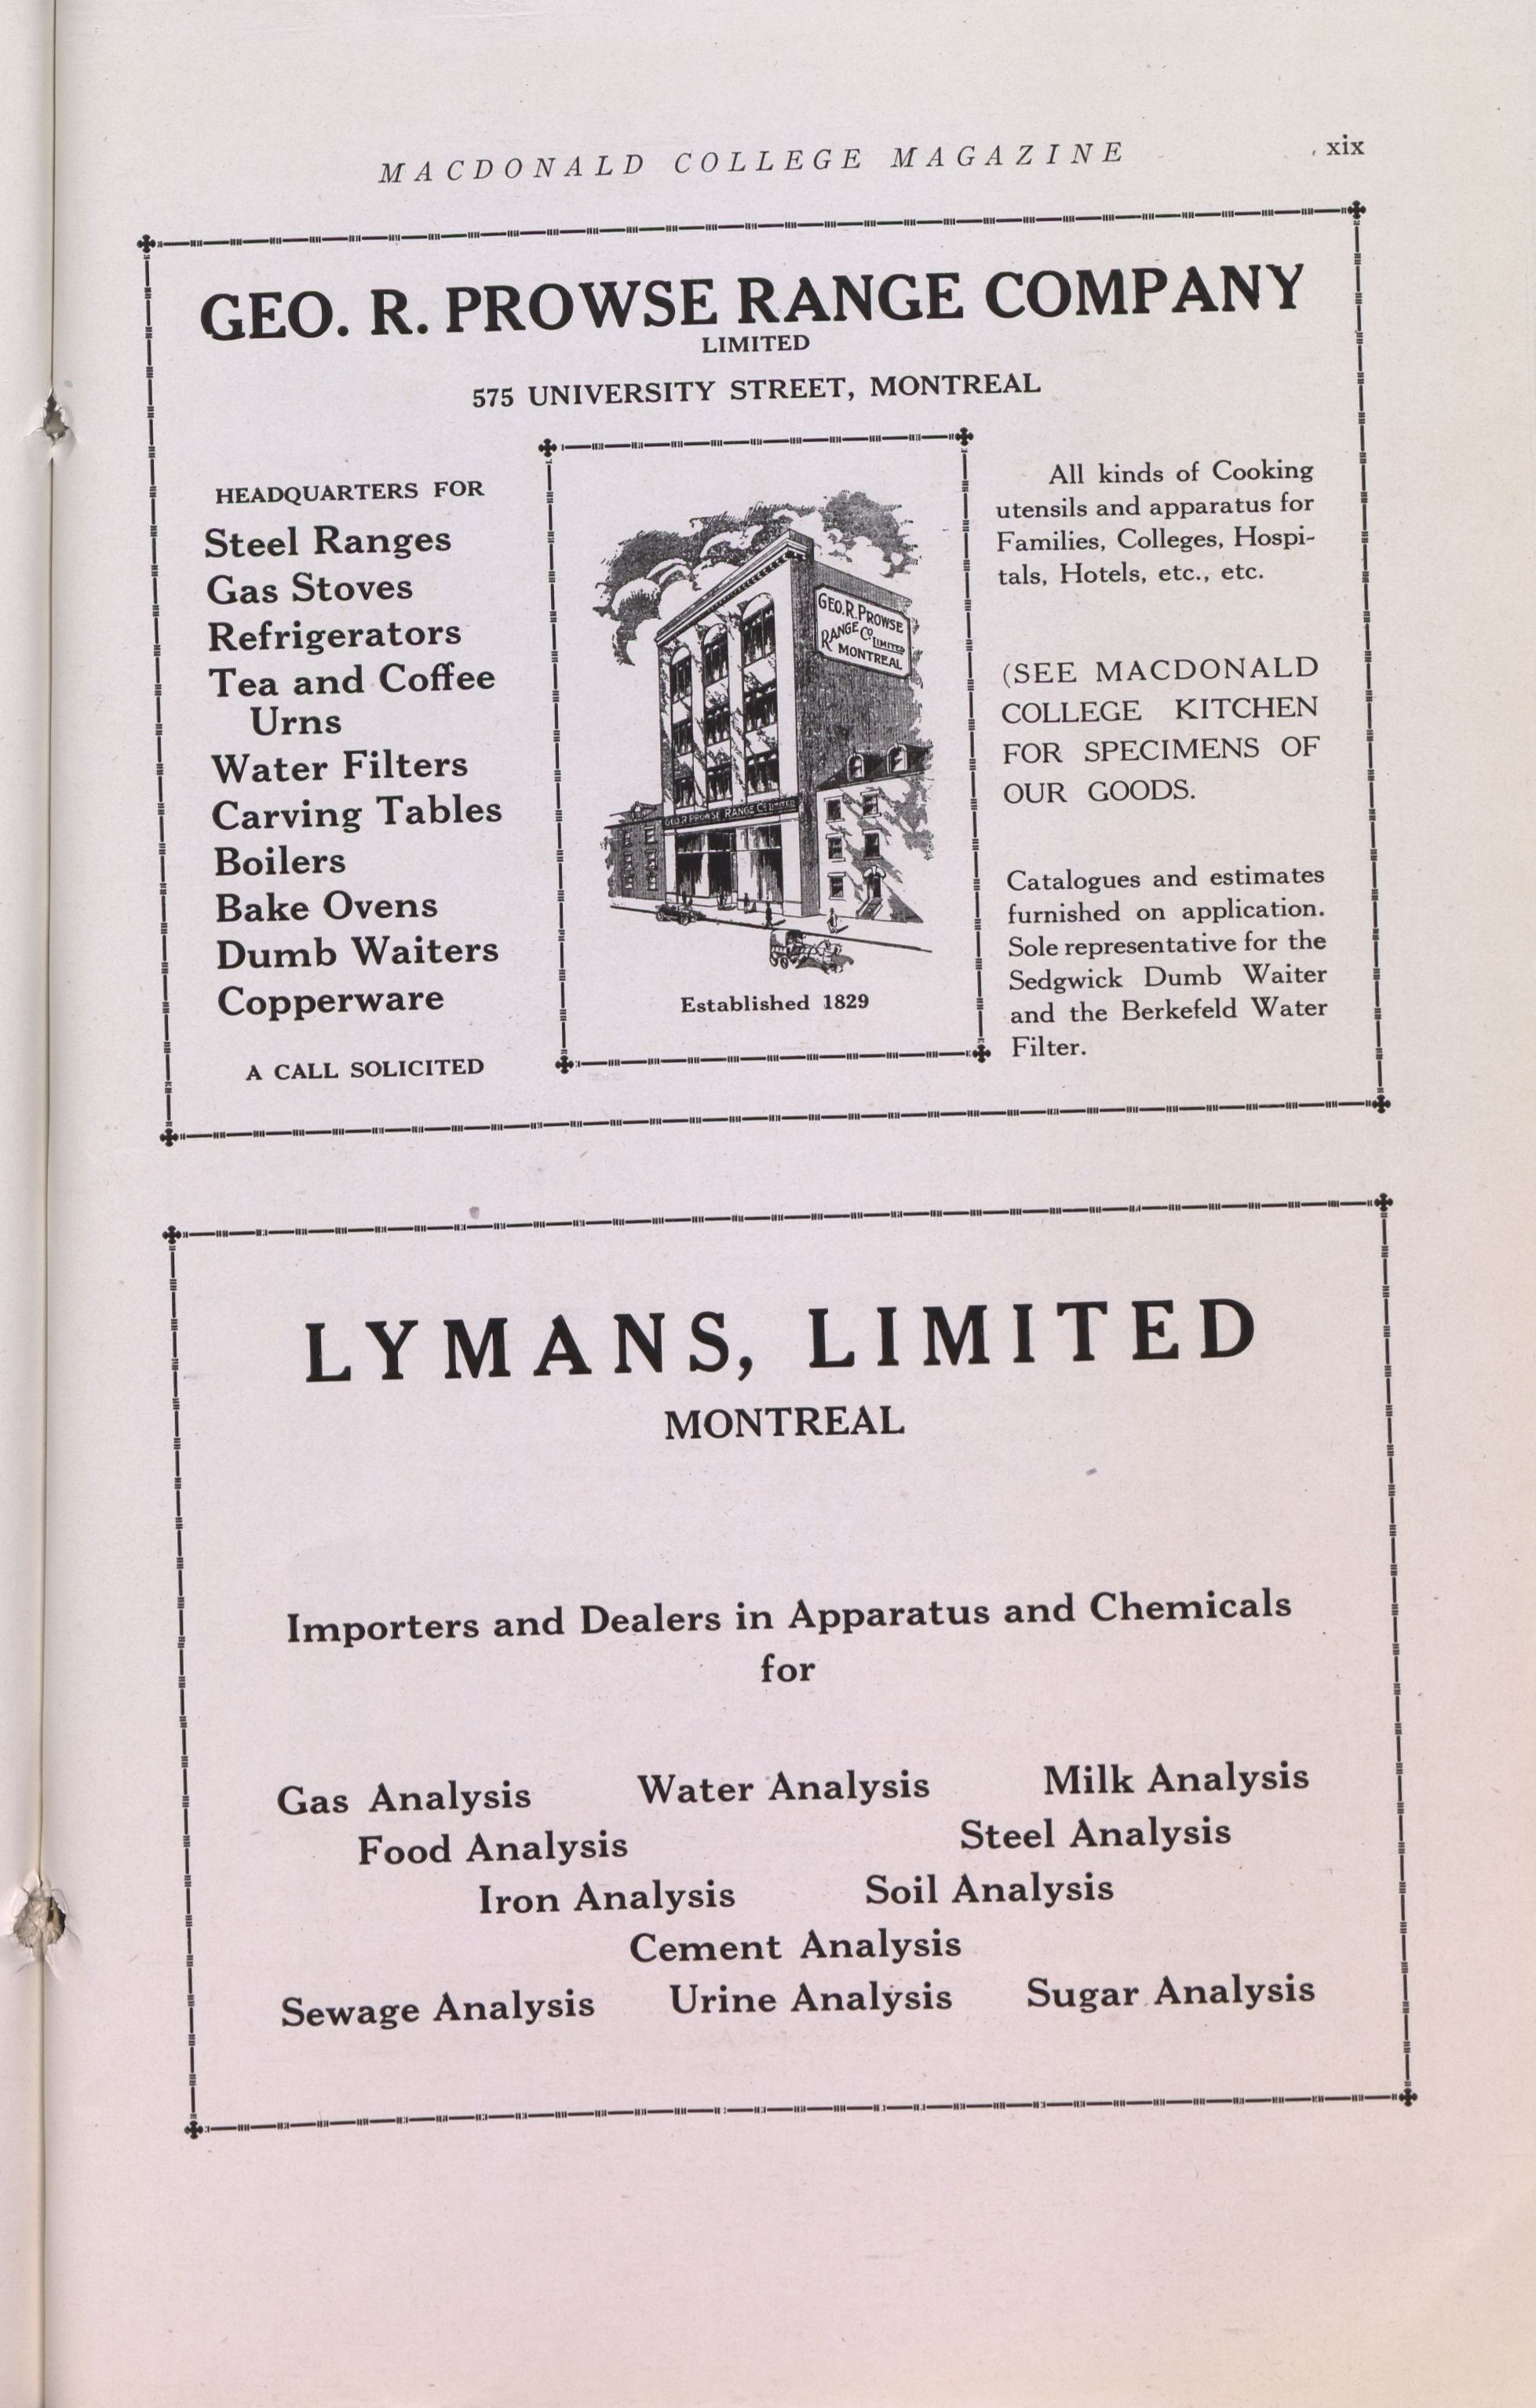 MACDONALD COLLEGE MAGAZINE xix
GEO. R. PROWSE RANGE COMPANY
LIMITED
575 UNIVERSITY STREET, MONTREAL
HEADQUARTERS FOR
Steel Ranges
Gas Stoves
Refrigerators
Tea and Coffee
Urns
Water Filters
Carving Tables
Boilers
Bake Ovens
Dumb Waiters
Copperware
A CALL SOLICITED
GEO. R. PROWSE
RANGE CO. LIMITED
MONTREAL
GEO. R. PROWSE RANGE CO. LIMITED
Established 1829
All kinds of Cooking
utensils and apparatus for
Families, Colleges, Hospi-
tals, Hotels, etc., etc.
(SEE MACDONALD
COLLEGE KITCHEN
FOR SPECIMENS OF
OUR GOODS.
Catalogues and estimates
furnished on application.
Sole representative for the
Sedgwick Dumb Waiter
and the Berkefeld Water
Filter.
LYMANS, LIMITED
MONTREAL
Importers and Dealers in Apparatus and Chemicals
for
Gas Analysis Water Analysis Milk Analysis
Food Analysis Steel Analysis
Iron Analysis Soil Analysis
Cement Analysis
Sewage Analysis Urine Analysis Sugar Analysis